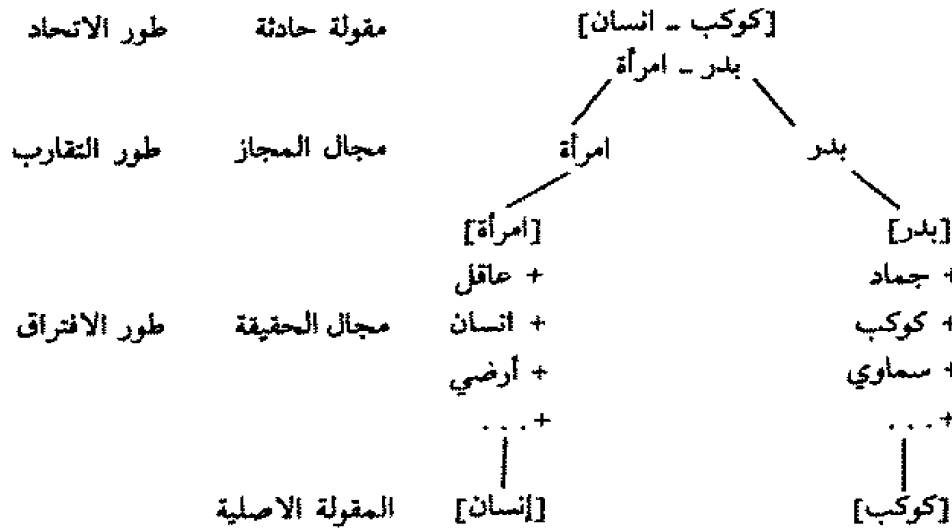 [كوكب - انسان] مقولة حادثة طور الاتحاد
بدر - امرأة
بدر امرأة مجال المجاز طور التقارب
[بدر] [امرأة]
+ جماد + عاقل
+ كوكب + انسان مجال الحقيقة طور الافتراق
+ سماوي + أرضي
+ . . . + . . .
[كوكب] [إنسان] المقولة الاصلية